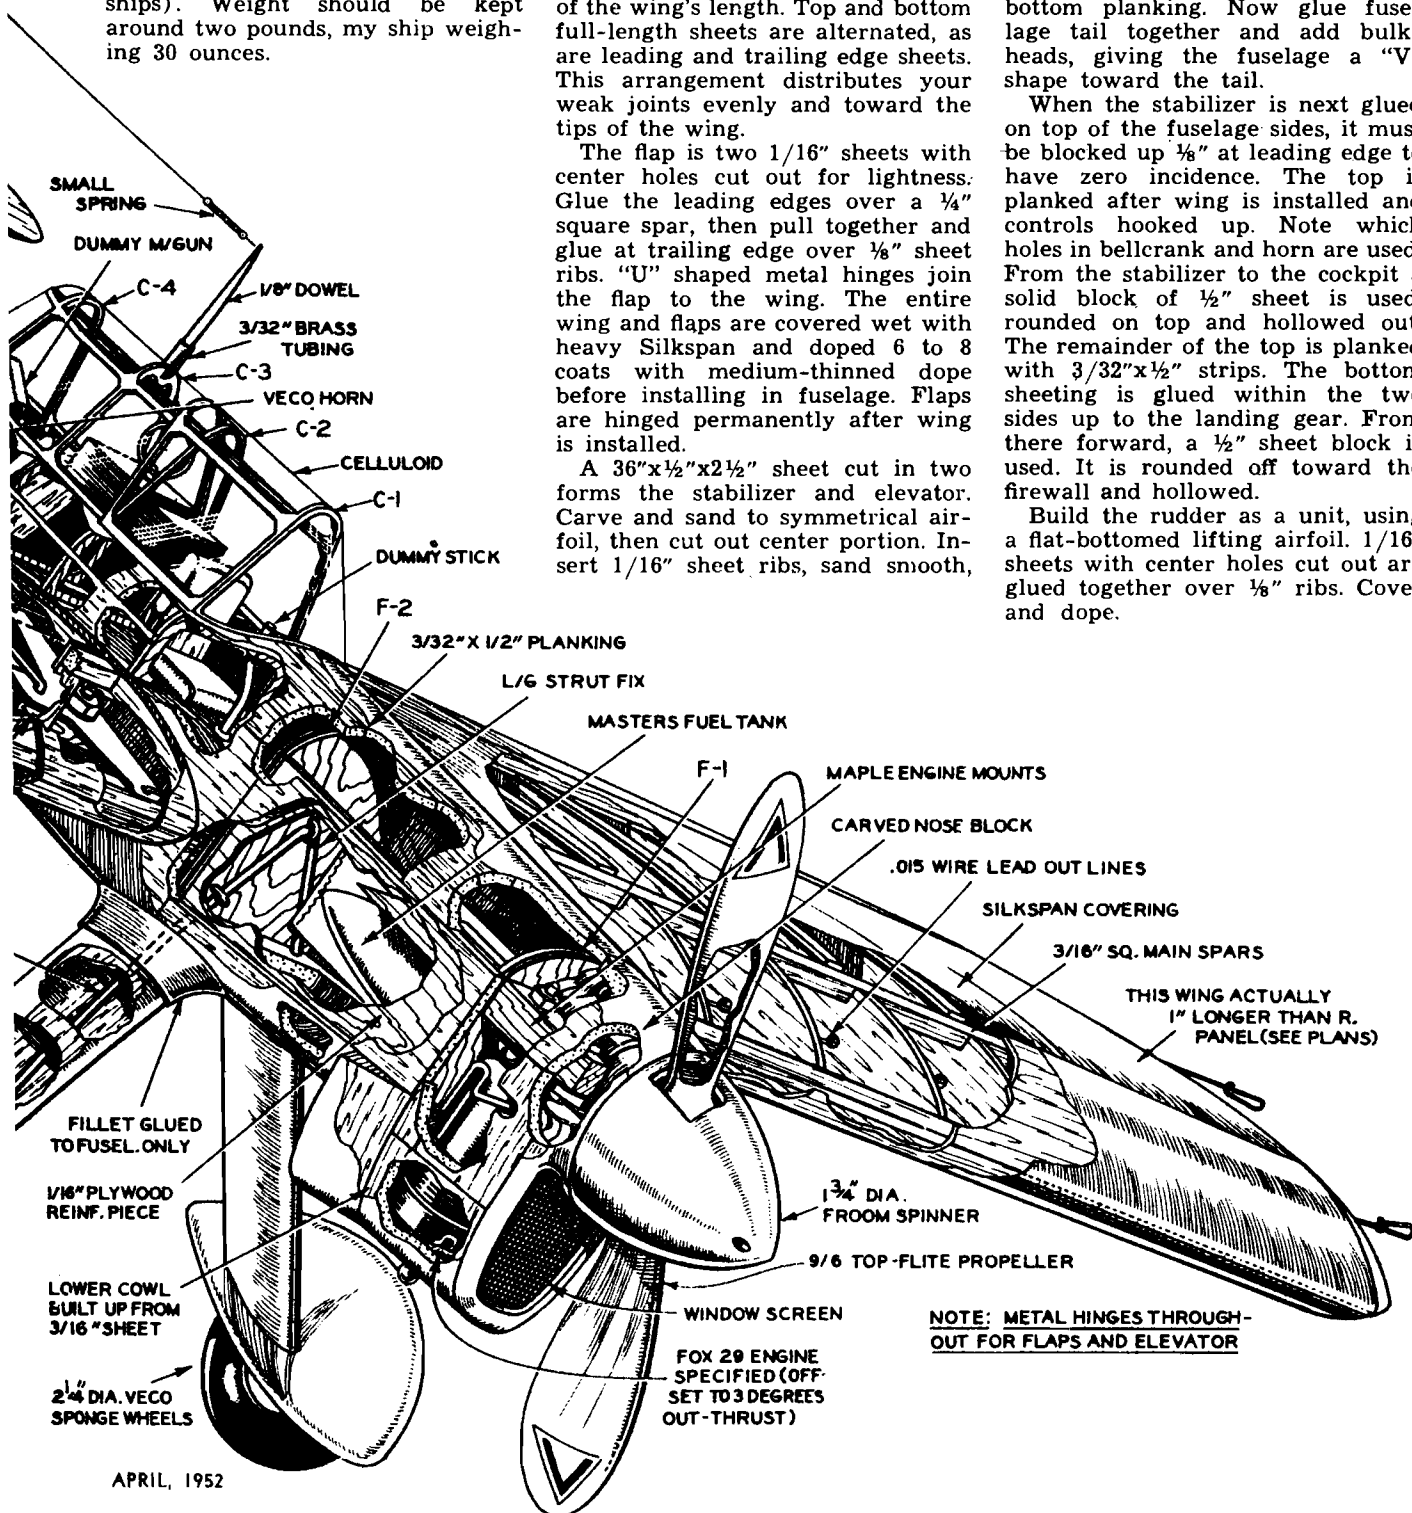 ships). Weight should be kept
around two pounds, my ship weigh-
ing 30 ounces.
of the wing's length. Top and bottom
full-length sheets are alternated, as
are leading and trailing edge sheets.
This arrangement distributes your
weak joints evenly and toward the
tips of the wing.
The flap is two 1/16" sheets with
center holes cut out for lightness.
Glue the leading edges over a ¼"
square spar, then pull together and
glue at trailing edge over ⅛" sheet
ribs. "U" shaped metal hinges join
the flap to the wing. The entire
wing and flaps are covered wet with
heavy Silkspan and doped 6 to 8
coats with medium-thinned dope
before installing in fuselage. Flaps
are hinged permanently after wing
is installed.
A 36"x½"x2½" sheet cut in two
forms the stabilizer and elevator.
Carve and sand to symmetrical air-
foil, then cut out center portion. In-
sert 1/16" sheet ribs, sand smooth,
bottom planking. Now glue fuse
lage tail together and add bulk
heads, giving the fuselage a "V
shape toward the tail.
When the stabilizer is next glued
on top of the fuselage sides, it mus
be blocked up ⅛" at leading edge t
have zero incidence. The top i
planked after wing is installed and
controls hooked up. Note which
holes in bellcrank and horn are used
From the stabilizer to the cockpit
solid block of ½" sheet is used
rounded on top and hollowed out
The remainder of the top is planked
with 3/32"x½" strips. The bottom
sheeting is glued within the two
sides up to the landing gear. From
there forward, a ½" sheet block i
used. It is rounded off toward the
firewall and hollowed.
Build the rudder as a unit, using
a flat-bottomed lifting airfoil. 1/16
sheets with center holes cut out ar
glued together over ⅛" ribs. Cove
and dope.
SMALL
SPRING
DUMMY M/GUN
C-4
1/8" DOWEL
3/32" BRASS
TUBING
C-3
VECO HORN
C-2
CELLULOID
C-1
DUMMY STICK
F-2
3/32" X 1/2" PLANKING
L/G STRUT FIX
MASTERS FUEL TANK
F-1
MAPLE ENGINE MOUNTS
CARVED NOSE BLOCK
.015 WIRE LEAD OUT LINES
SILKSPAN COVERING
3/16" SQ. MAIN SPARS
THIS WING ACTUALLY
1" LONGER THAN R.
PANEL (SEE PLANS)
FILLET GLUED
TO FUSEL. ONLY
1/16" PLYWOOD
REINF. PIECE
LOWER COWL
BUILT UP FROM
3/16" SHEET
2¼" DIA. VECO
SPONGE WHEELS
1¾" DIA.
FROOM SPINNER
9/6 TOP-FLITE PROPELLER
WINDOW SCREEN
FOX 29 ENGINE
SPECIFIED (OFF-
SET TO 3 DEGREES
OUT-THRUST)
NOTE: METAL HINGES THROUGH-
OUT FOR FLAPS AND ELEVATOR
APRIL, 1952